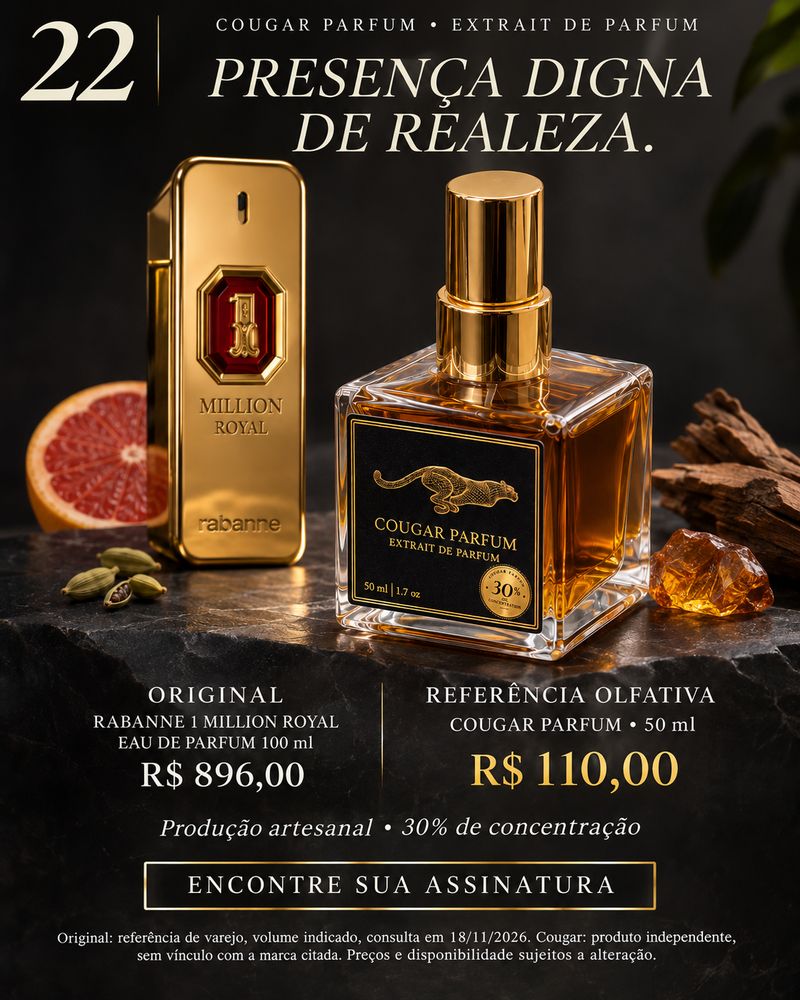 22
COUGAR PARFUM • EXTRAIT DE PARFUM
PRESENÇA DIGNA
DE REALEZA.
1
MILLION
ROYAL
rabanne
COUGAR PARFUM
EXTRAIT DE PARFUM
50 ml | 1.7 oz
COUGAR PARFUM
30%
CONCENTRATION
ORIGINAL
RABANNE 1 MILLION ROYAL
EAU DE PARFUM 100 ml
R$ 896,00
REFERÊNCIA OLFATIVA
COUGAR PARFUM • 50 ml
R$ 110,00
Produção artesanal • 30% de concentração
ENCONTRE SUA ASSINATURA
Original: referência de varejo, volume indicado, consulta em 18/11/2026. Cougar: produto independente,
sem vínculo com a marca citada. Preços e disponibilidade sujeitos a alteração.